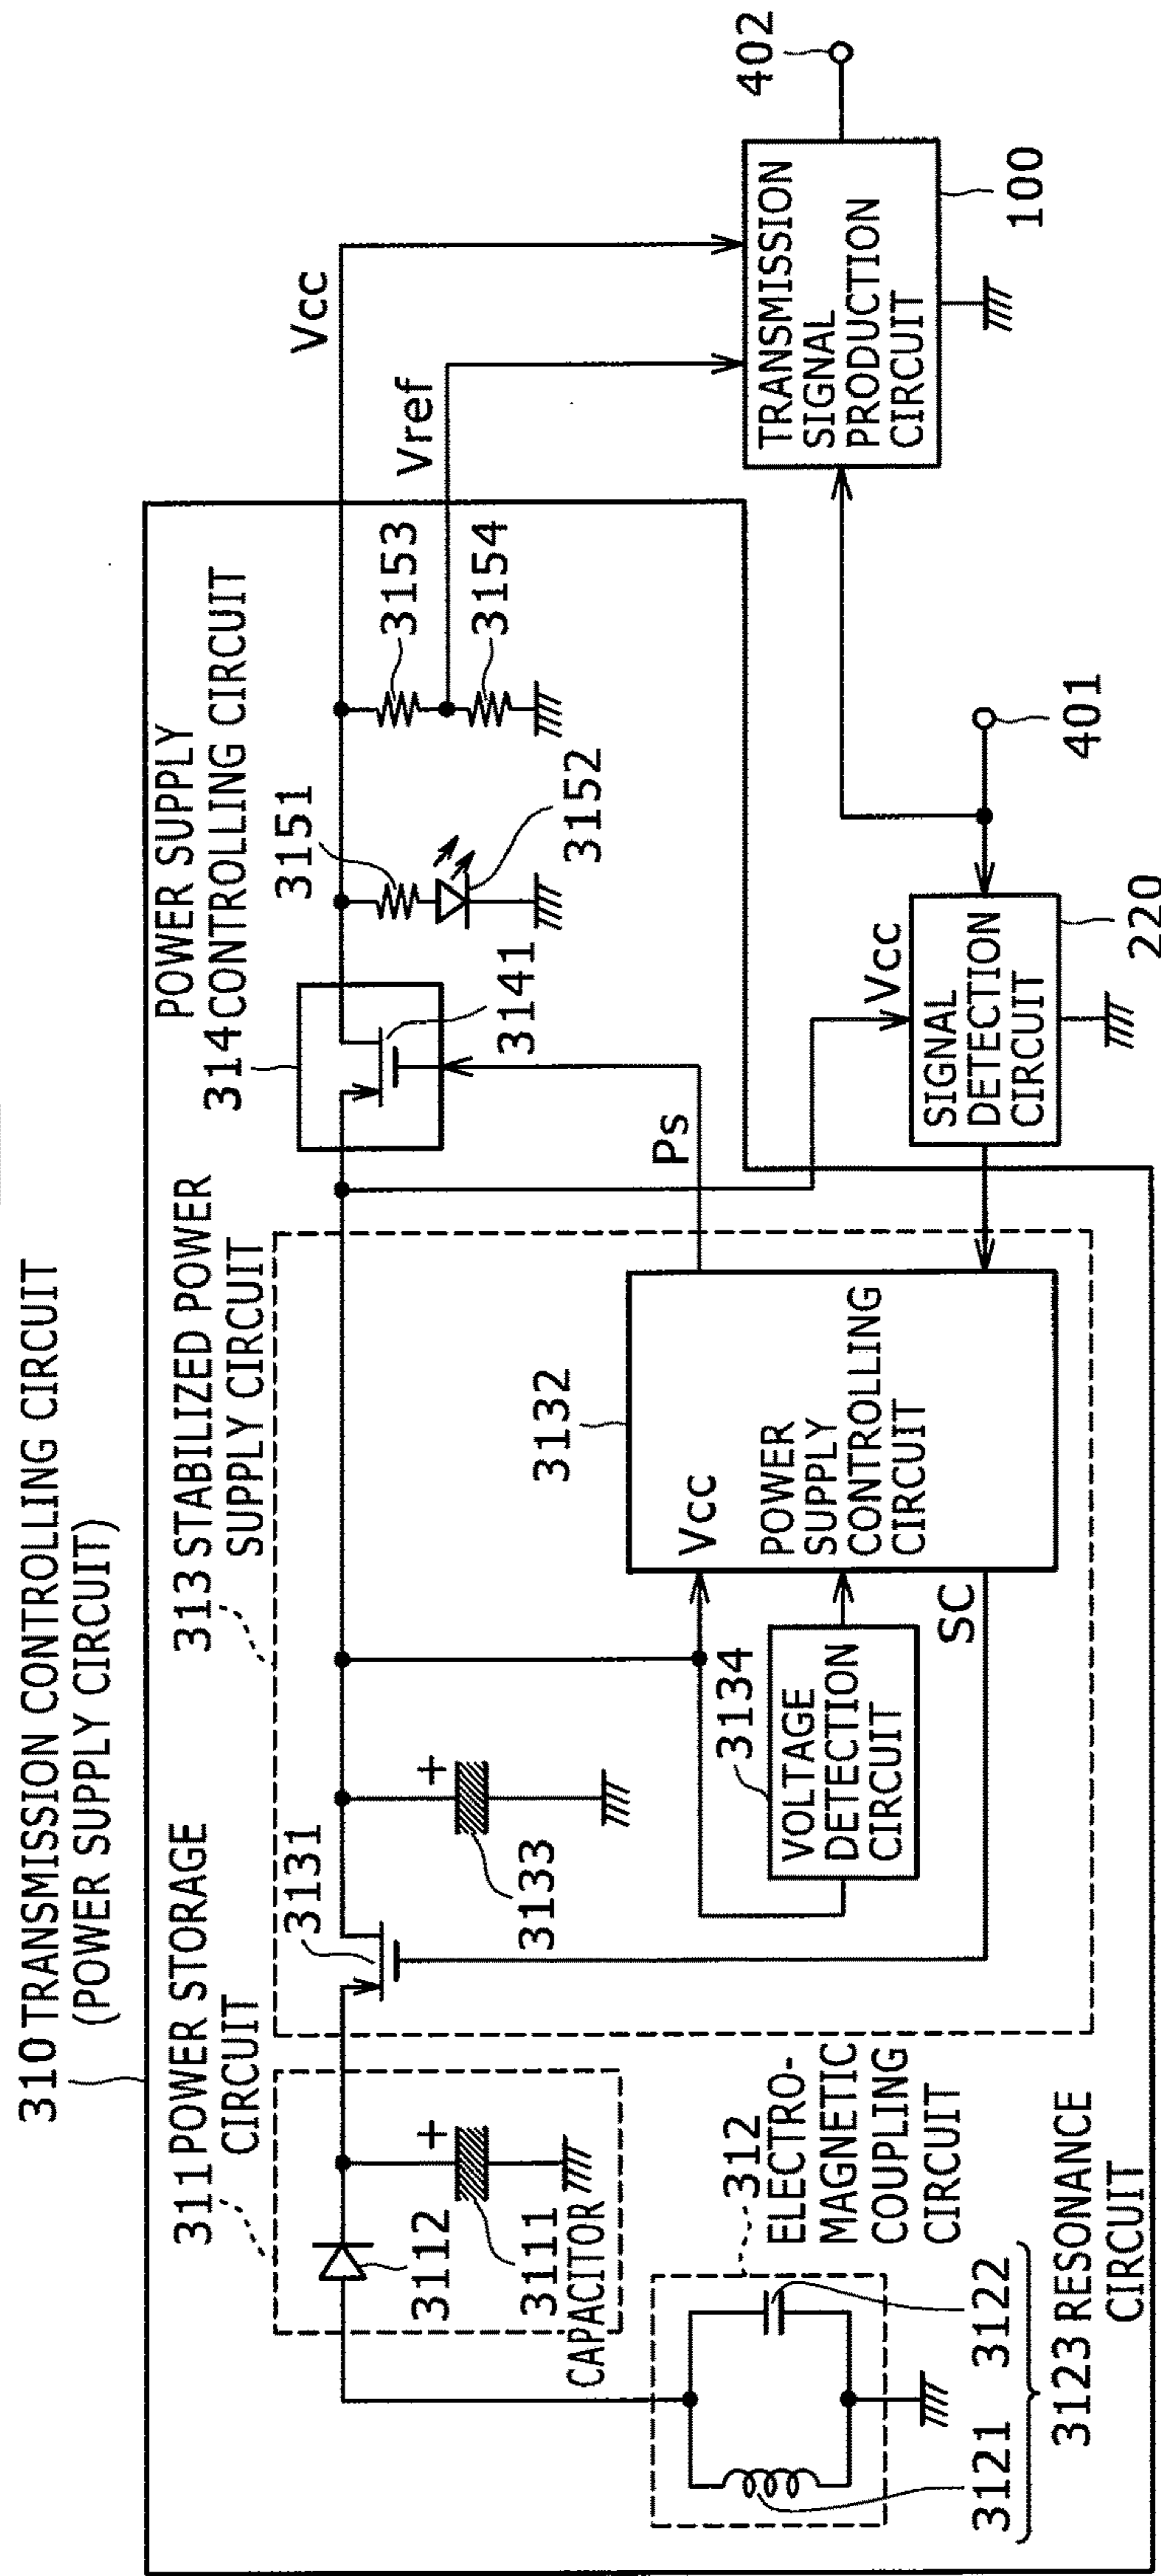 310 TRANSMISSION CONTROLLING CIRCUIT
(POWER SUPPLY CIRCUIT)
311 POWER STORAGE
CIRCUIT
313 STABILIZED POWER
SUPPLY CIRCUIT
POWER SUPPLY
314 CONTROLLING CIRCUIT
3131
3151
Vcc
3112
3111
CAPACITOR
3133
3141
3152
3153
3154
Vref
402
312
ELECTRO-
MAGNETIC
COUPLING
CIRCUIT
3134
VOLTAGE
DETECTION
CIRCUIT
3132
Vcc
POWER
SUPPLY
CONTROLLING
CIRCUIT
SC
Ps
Vcc
SIGNAL
DETECTION
CIRCUIT
220
401
TRANSMISSION
SIGNAL
PRODUCTION
CIRCUIT
100
3121
3122
3123 RESONANCE
CIRCUIT